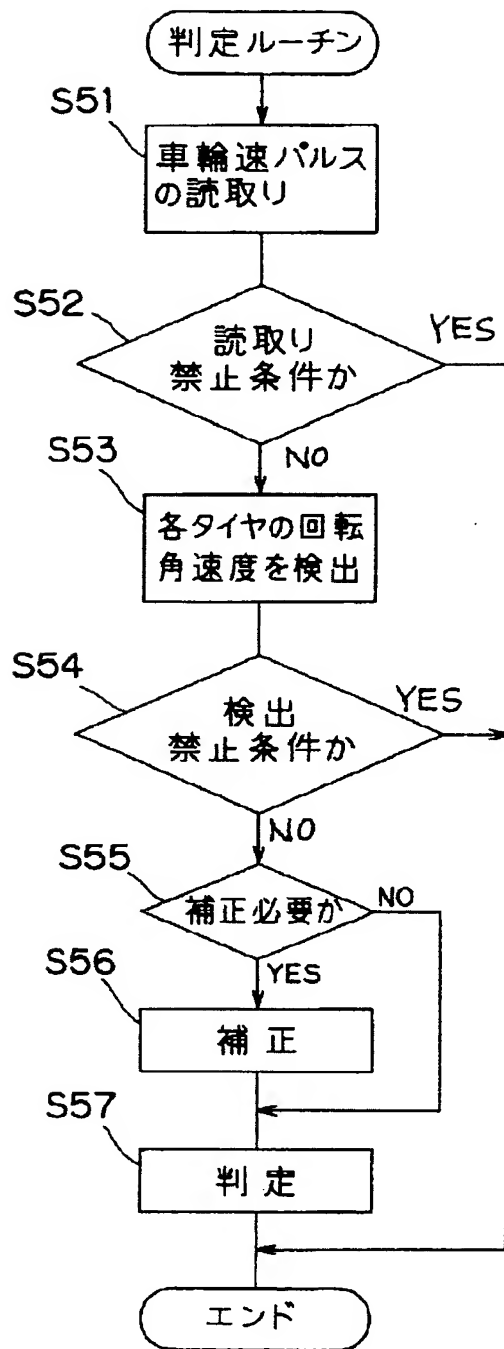 判定ルーチン
S51
車輪速パルス
の読取り
S52
読取り
禁止条件か
YES
NO
S53
各タイヤの回転
角速度を検出
S54
検出
禁止条件か
YES
NO
S55
補正必要か
NO
YES
S56
補正
S57
判定
エンド